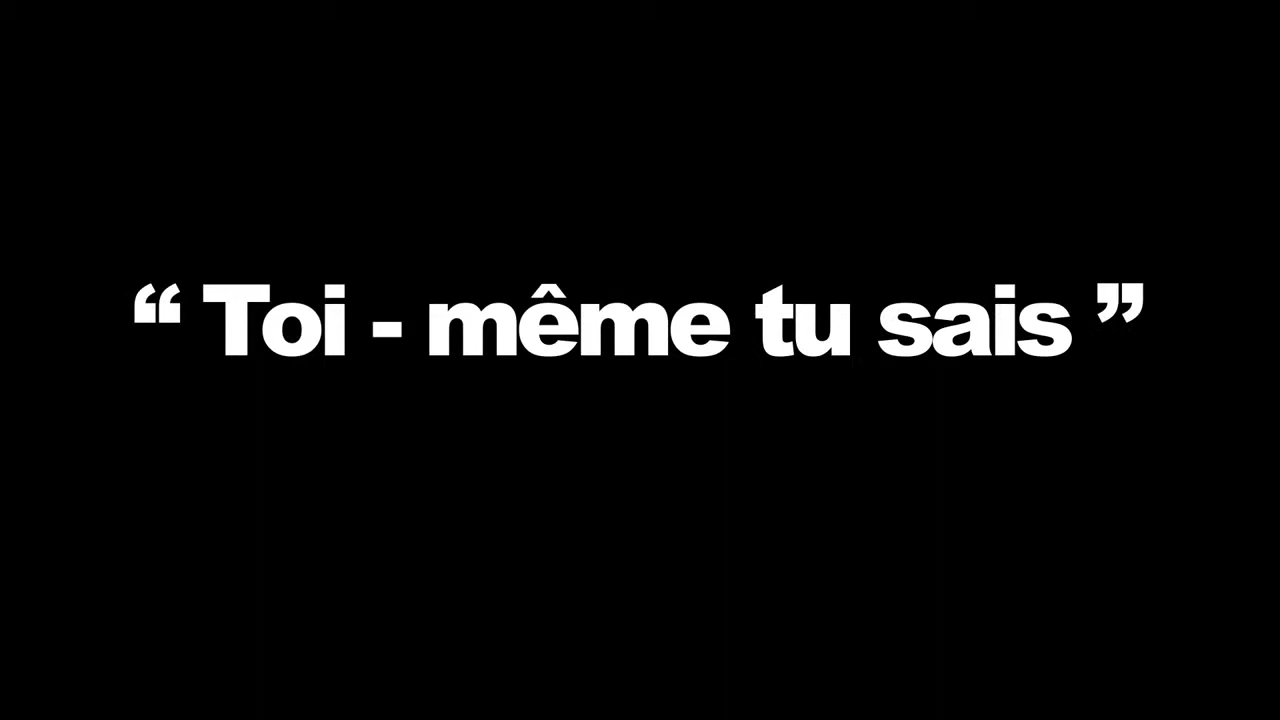 “ Toi - même tu sais ”